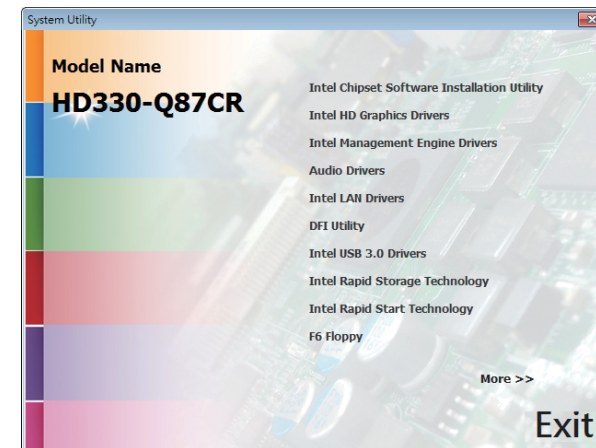 System Utility
Model Name
HD330-Q87CR
Intel Chipset Software Installation Utility
Intel HD Graphics Drivers
Intel Management Engine Drivers
Audio Drivers
Intel LAN Drivers
DFI Utility
Intel USB 3.0 Drivers
Intel Rapid Storage Technology
Intel Rapid Start Technology
F6 Floppy
More >>
Exit